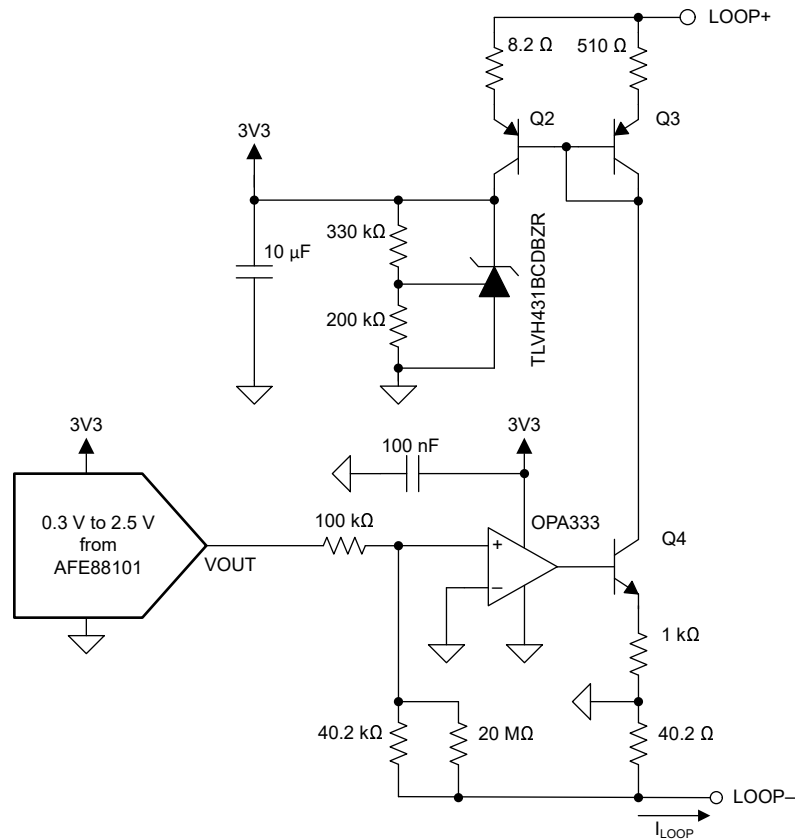 LOOP+
8.2 Ω
510 Ω
Q2
Q3
3V3
330 kΩ
10 µF
200 kΩ
TLVH431BCDBZR
3V3
3V3
100 nF
0.3 V to 2.5 V
from
AFE88101
VOUT
100 kΩ
+
–
OPA333
Q4
1 kΩ
40.2 kΩ
20 MΩ
40.2 Ω
LOOP–
ILOOP